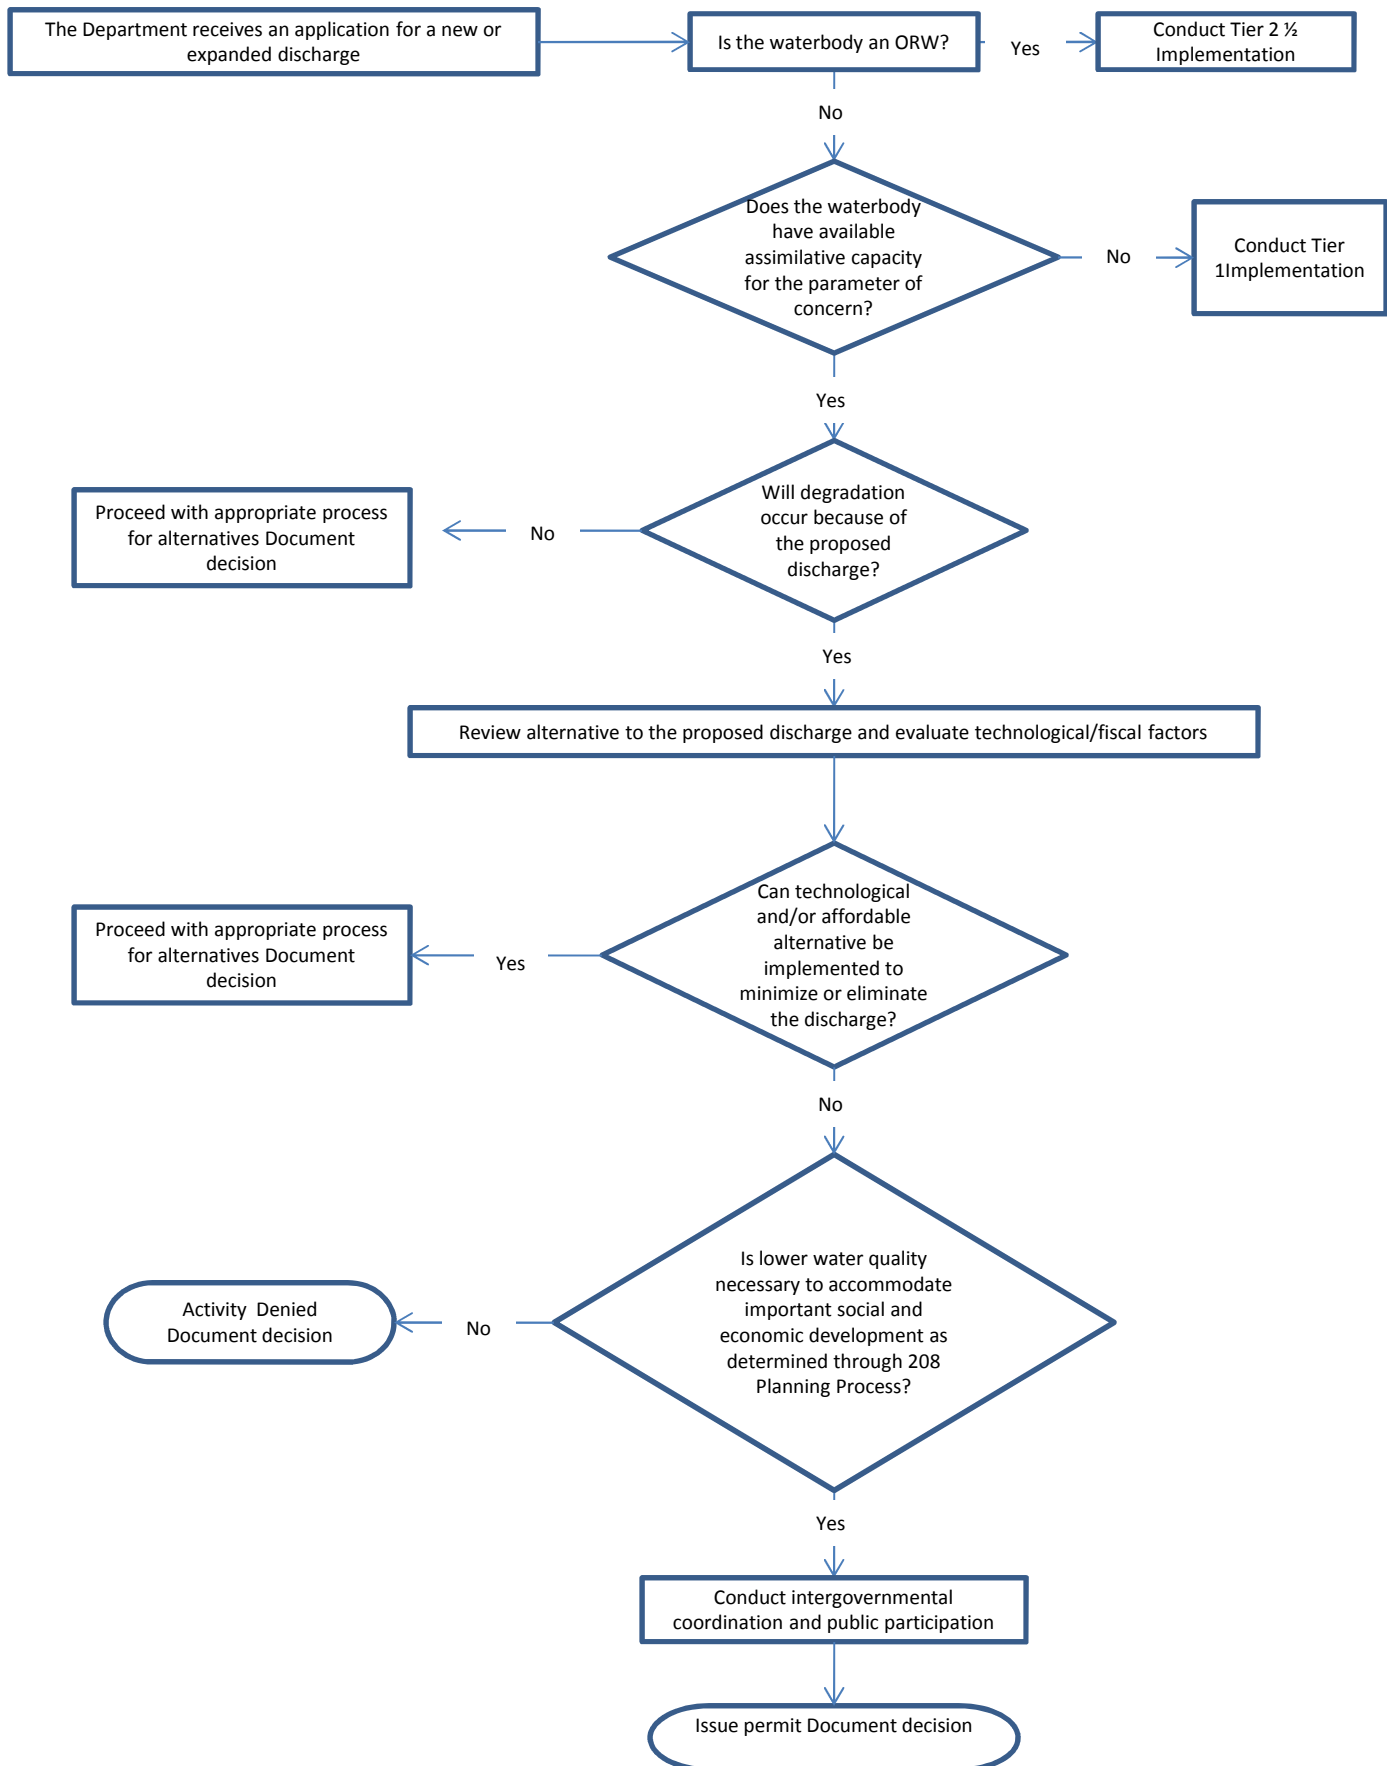 The Department receives an application for a new or
expanded discharge
Is the waterbody an ORW?
Yes
Conduct Tier 2 ½
Implementation
No
Does the waterbody
have available
assimilative capacity
for the parameter of
concern?
No
Conduct Tier
1Implementation
Yes
Will degradation
occur because of
the proposed
discharge?
No
Proceed with appropriate process
for alternatives Document
decision
Yes
Review alternative to the proposed discharge and evaluate technological/fiscal factors
Can technological
and/or affordable
alternative be
implemented to
minimize or eliminate
the discharge?
Yes
Proceed with appropriate process
for alternatives Document
decision
No
Is lower water quality
necessary to accommodate
important social and
economic development as
determined through 208
Planning Process?
No
Activity  Denied
Document decision
Yes
Conduct intergovernmental
coordination and public participation
Issue permit Document decision